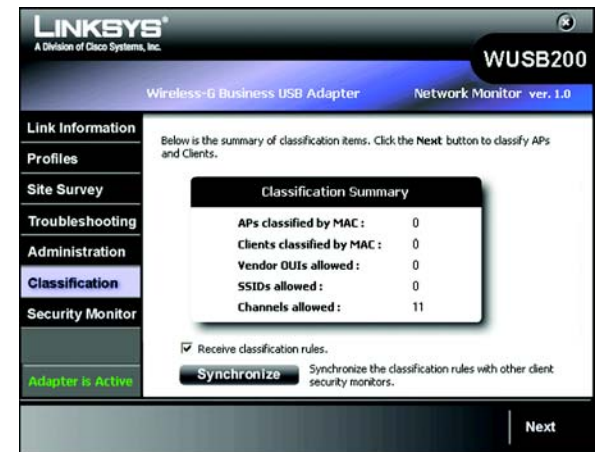 LINKSYS®
A Division of Cisco Systems, Inc.
WUSB200
Wireless-G Business USB Adapter
Network Monitor ver. 1.0
Link Information
Profiles
Site Survey
Troubleshooting
Administration
Classification
Security Monitor
Adapter is Active
Below is the summary of classification items. Click the Next button to classify APs
and Clients.
Classification Summary
APs classified by MAC : 0
Clients classified by MAC : 0
Vendor OUIs allowed : 0
SSIDs allowed : 0
Channels allowed : 11
Receive classification rules.
Synchronize
Synchronize the classification rules with other client
security monitors.
Next